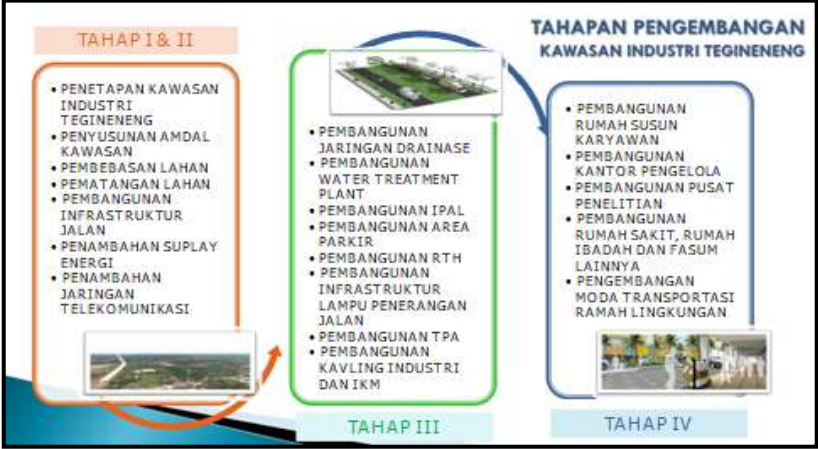 TAHAPAN PENGEMBANGAN
KAWASAN INDUSTRI TEGINENENG
TAHAP I & II
• PENETAPAN KAWASAN
INDUSTRI
TEGINENENG
• PENYUSUNAN AMDAL
KAWASAN
• PEMBEBASAN LAHAN
• PEMATANGAN LAHAN
• PEMBANGUNAN
INFRASTRUKTUR
JALAN
• PENAMBAHAN SUPLAY
ENERGI
• PENAMBAHAN
JARINGAN
TELEKOMUNIKASI
• PEMBANGUNAN
JARINGAN DRAINASE
• PEMBANGUNAN
WATER TREATMENT
PLANT
• PEMBANGUNAN IPAL
• PEMBANGUNAN AREA
PARKIR
• PEMBANGUNAN RTH
• PEMBANGUNAN
INFRASTRUKTUR
LAMPU PENERANGAN
JALAN
• PEMBANGUNAN TPA
• PEMBANGUNAN
KAVLING INDUSTRI
DAN IKM
TAHAP III
• PEMBANGUNAN
RUMAH SUSUN
KARYAWAN
• PEMBANGUNAN
KANTOR PENGELOLA
• PEMBANGUNAN PUSAT
PENELITIAN
• PEMBANGUNAN
RUMAH SAKIT, RUMAH
IBADAH DAN FASUM
LAINNYA
• PENGEMBANGAN
MODA TRANSPORTASI
RAMAH LINGKUNGAN
TAHAP IV